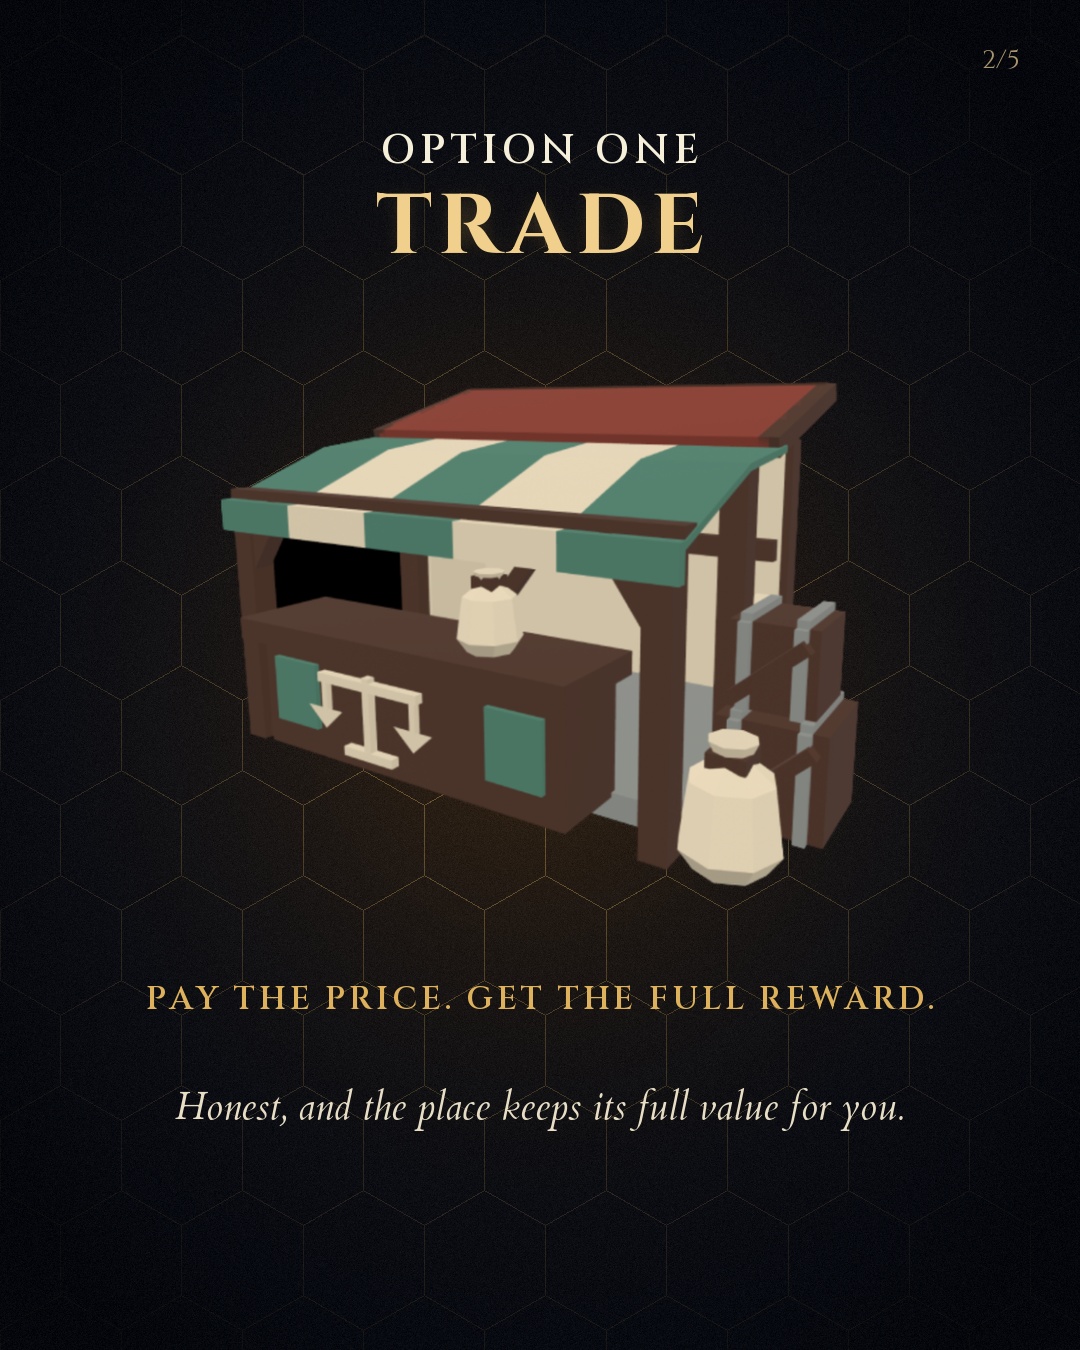 2/5
OPTION ONE
TRADE
PAY THE PRICE. GET THE FULL REWARD.
Honest, and the place keeps its full value for you.